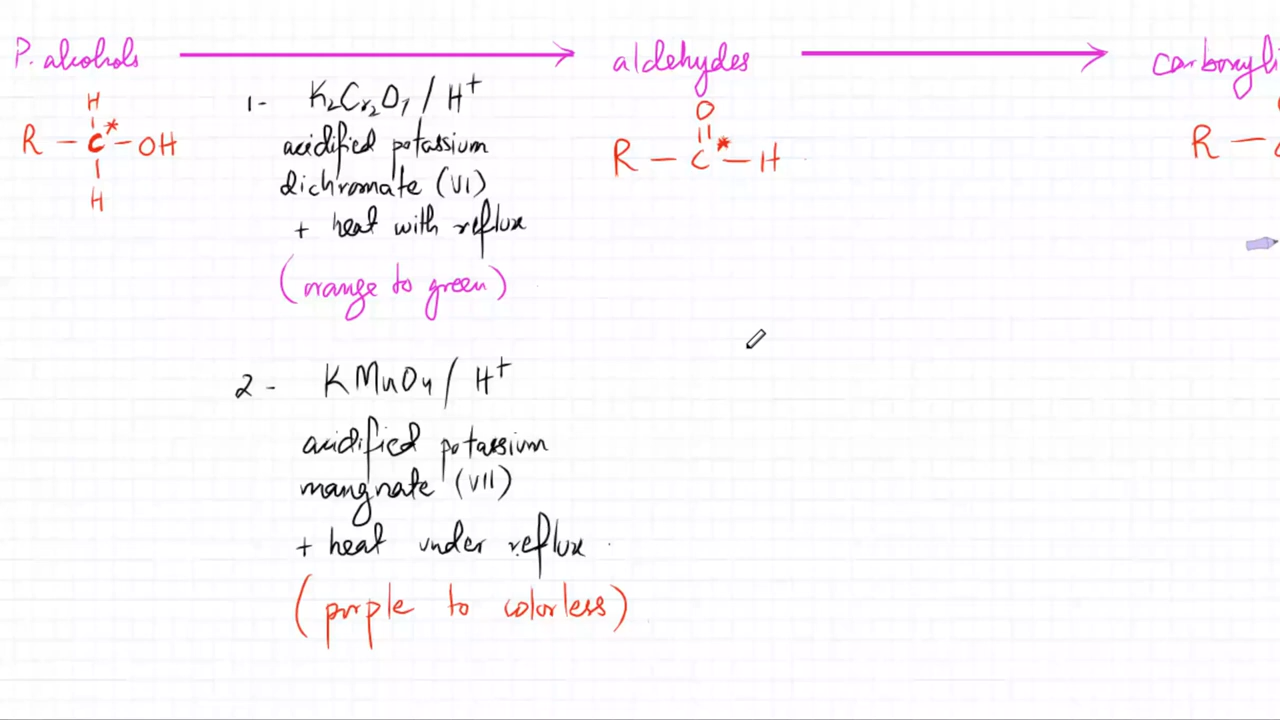 P. alcohols
aldehydes
carboxyli
H
R - C* - OH
H
1- K₂Cr₂O₇ / H⁺
acidified potassium
dichromate (VI)
+ heat with reflux
(orange to green)
O
R - C* - H
R -
2- KMnO₄ / H⁺
acidified potassium
mangnate (VII)
+ heat under reflux
(purple to colorless)